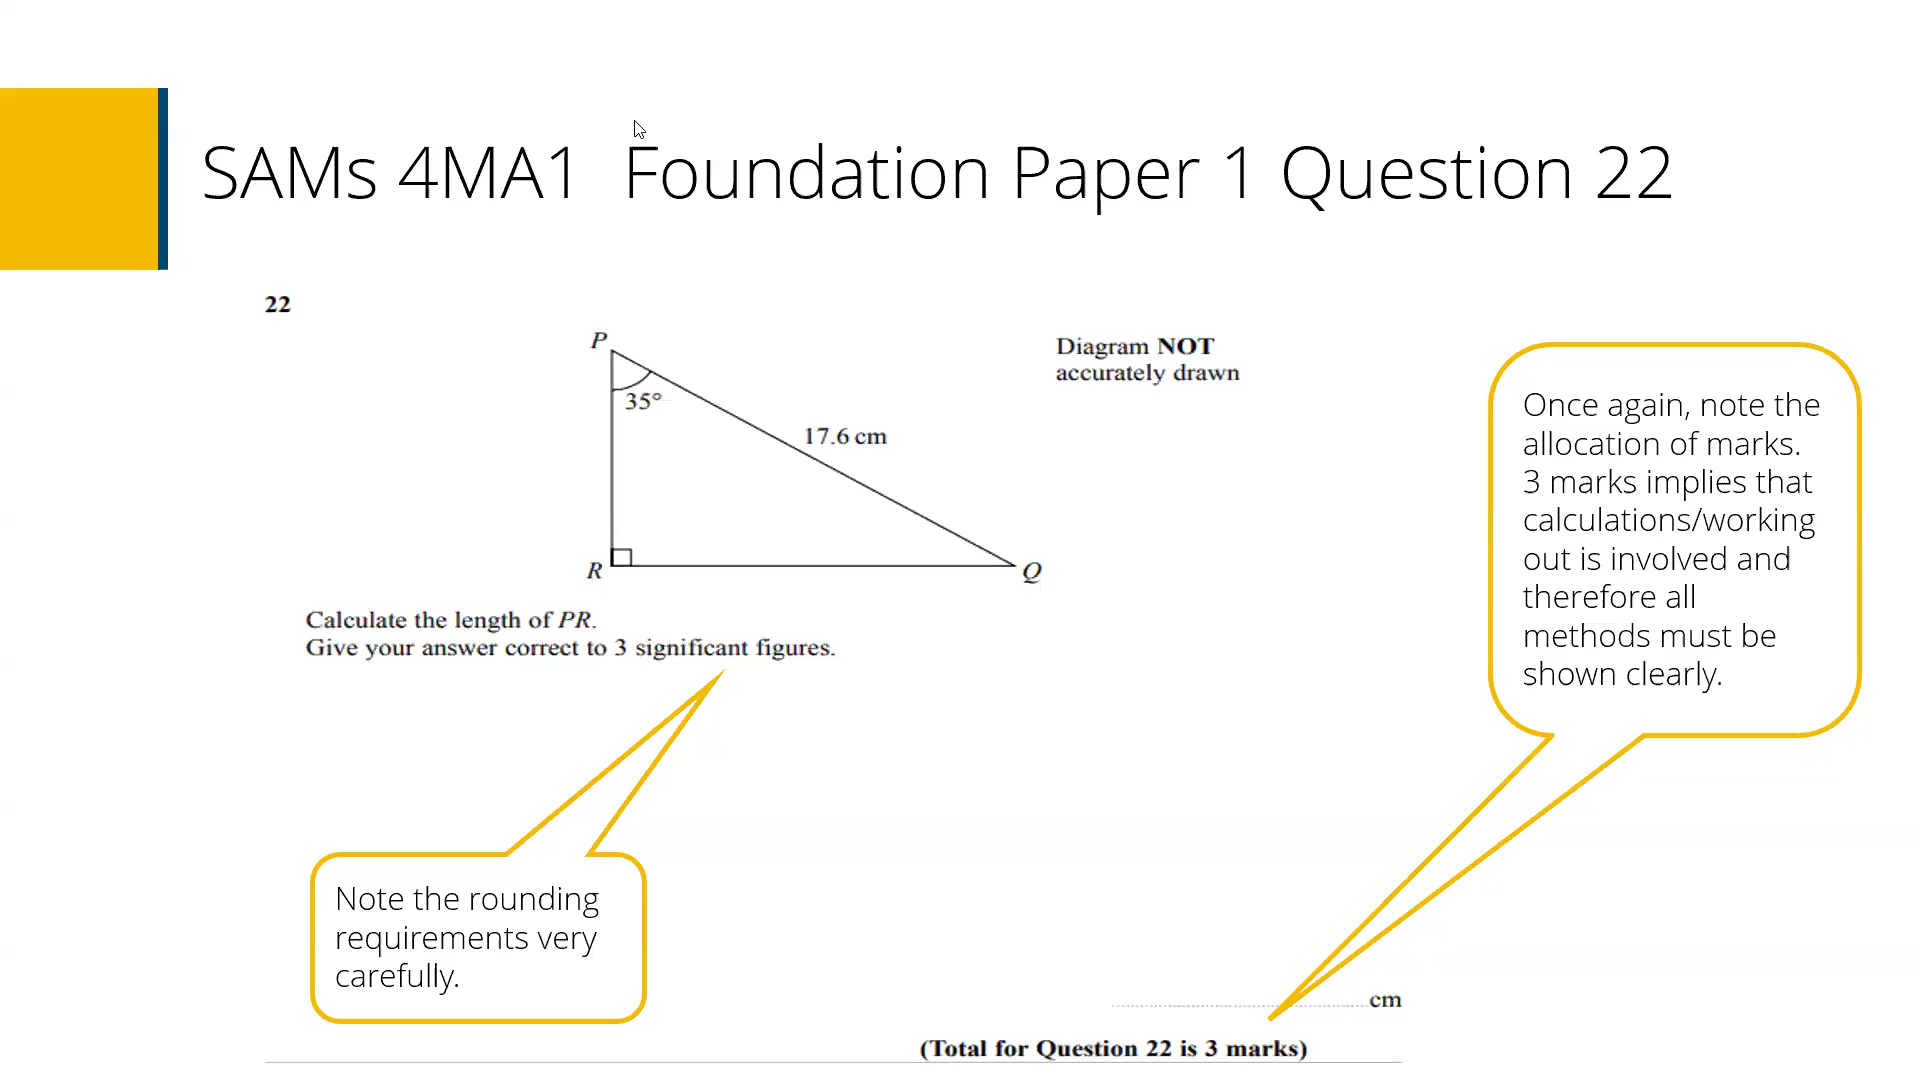 SAMs 4MA1 Foundation Paper 1 Question 22
22
P
Diagram NOT
accurately drawn
35°
17.6 cm
R
Q
Calculate the length of PR.
Give your answer correct to 3 significant figures.
Once again, note the
allocation of marks.
3 marks implies that
calculations/working
out is involved and
therefore all
methods must be
shown clearly.
Note the rounding
requirements very
carefully.
cm
(Total for Question 22 is 3 marks)